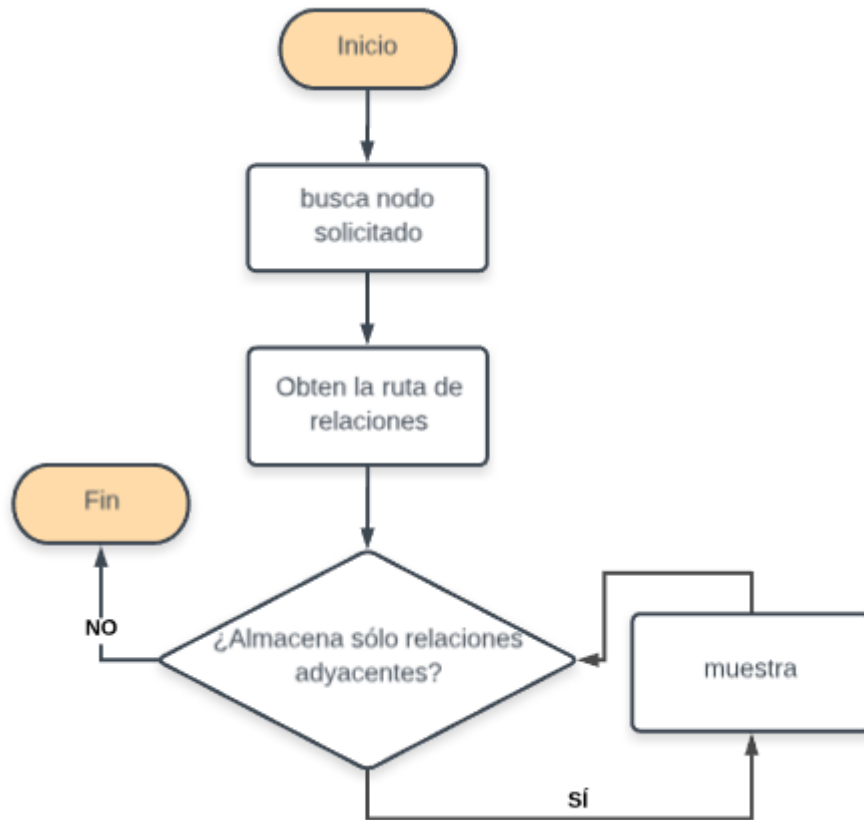 Inicio
busca nodo
solicitado
Obten la ruta de
relaciones
Fin
NO
¿Almacena sólo relaciones
adyacentes?
muestra
SÍ